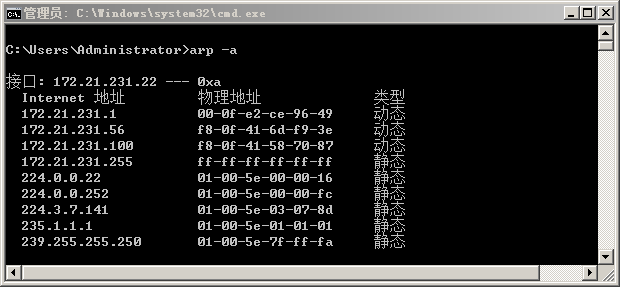 管理员: C:\Windows\system32\cmd.exe
C:\Users\Administrator>arp -a
接口: 172.21.231.22 --- 0xa
Internet 地址 物理地址 类型
172.21.231.1 00-0f-e2-ce-96-49 动态
172.21.231.56 f8-0f-41-6d-f9-3e 动态
172.21.231.100 f8-0f-41-58-70-87 动态
172.21.231.255 ff-ff-ff-ff-ff-ff 静态
224.0.0.22 01-00-5e-00-00-16 静态
224.0.0.252 01-00-5e-00-00-fc 静态
224.3.7.141 01-00-5e-03-07-8d 静态
235.1.1.1 01-00-5e-01-01-01 静态
239.255.255.250 01-00-5e-7f-ff-fa 静态